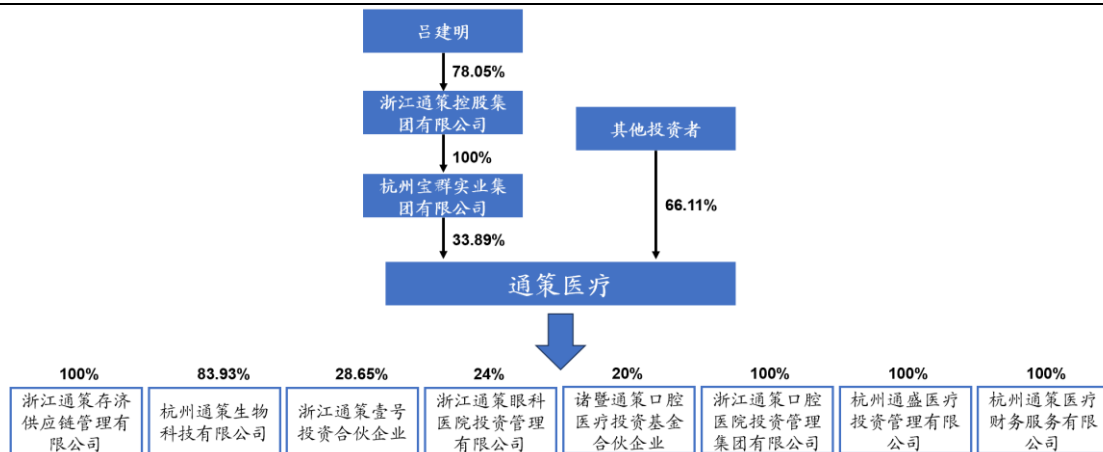 吕建明
78.05%
浙江通策控股集
团有限公司
其他投资者
100%
杭州宝群实业集
团有限公司
66.11%
33.89%
通策医疗
100%
83.93%
28.65%
24%
20%
100%
100%
100%
浙江通策存济
供应链管理有
限公司
杭州通策生物
科技有限公司
浙江通策壹号
投资合伙企业
浙江通策眼科
医院投资管理
有限公司
诸暨通策口腔
医疗投资基金
合伙企业
浙江通策口腔
医院投资管理
集团有限公司
杭州通盛医疗
投资管理有限
公司
杭州通策医疗
财务服务有限
公司